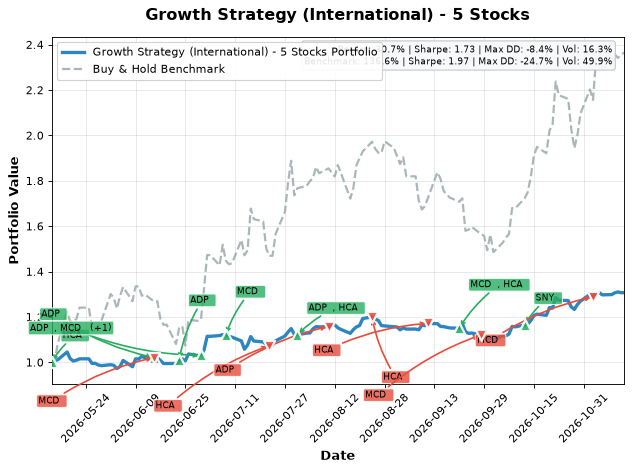 Growth Strategy (International) - 5 Stocks
Growth Strategy (International) - 5 Stocks Portfolio
Buy & Hold Benchmark
0.7% | Sharpe: 1.73 | Max DD: -8.4% | Vol: 16.3%
Benchmark: 136.6% | Sharpe: 1.97 | Max DD: -24.7% | Vol: 49.9%
Portfolio Value
2.4
2.2
2.0
1.8
1.6
1.4
1.2
1.0
ADP
ADP , MCD (+1)
HCA
MCD
HCA
ADP
MCD
ADP
ADP , HCA
HCA
HCA
MCD
MCD , HCA
MCD
SNY
2026-05-24
2026-06-09
2026-06-25
2026-07-11
2026-07-27
2026-08-12
2026-08-28
2026-09-13
2026-09-29
2026-10-15
2026-10-31
Date